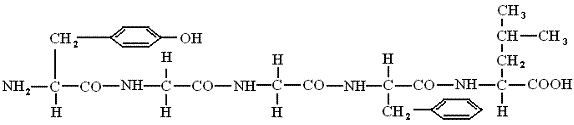 CH3
CH2 OH CH—CH3
H H H CH2
NH2—C—CO—NH—C—CO—NH—C—CO—NH—C—CO—NH—C—COOH
H H H CH2 H